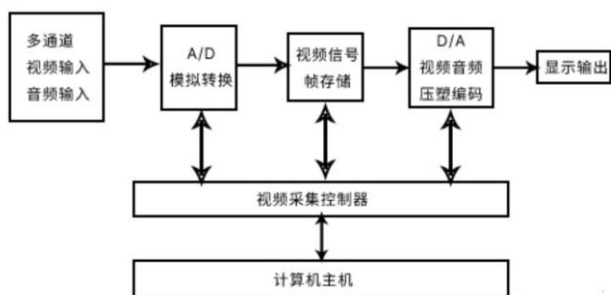 多通道
视频输入
音频输入
A/D
模拟转换
视频信号
帧存储
D/A
视频音频
压塑编码
显示输出
视频采集控制器
计算机主机